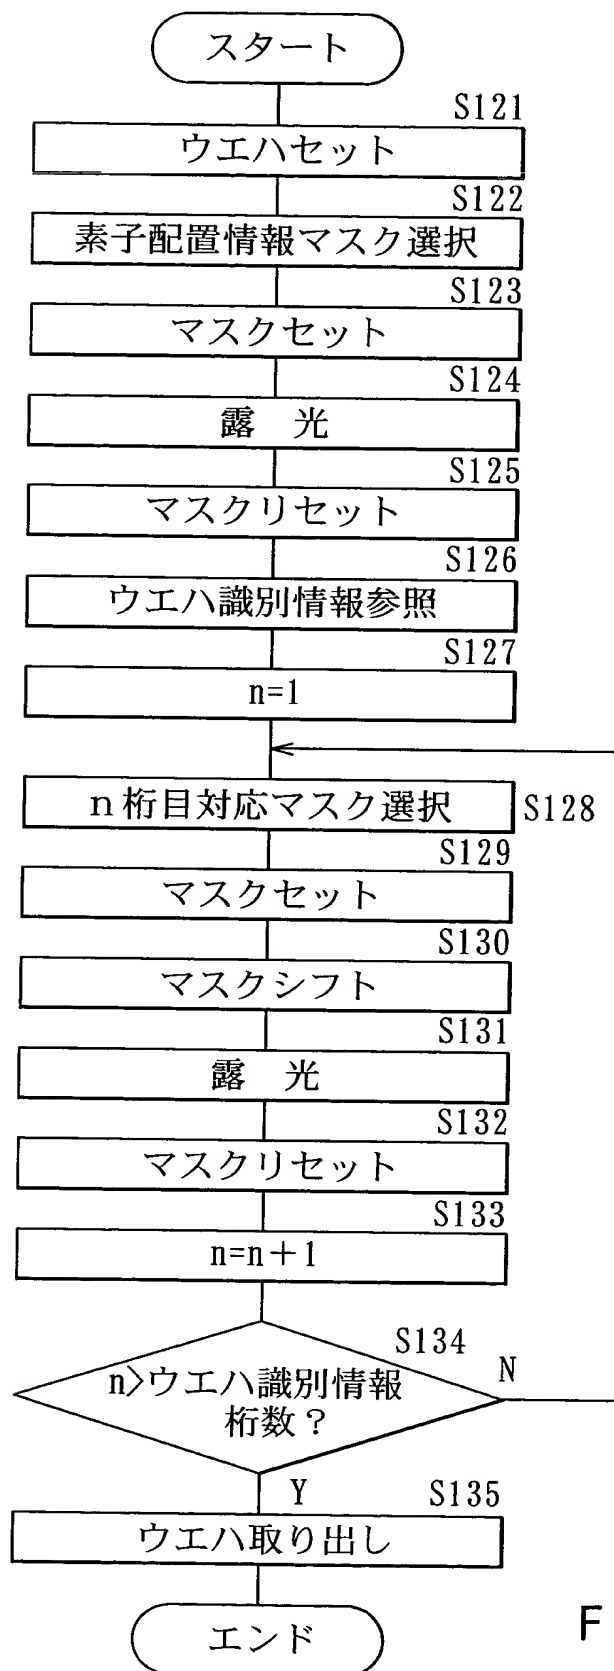 スタート
S121
ウエハセット
S122
素子配置情報マスク選択
S123
マスクセット
S124
露　光
S125
マスクリセット
S126
ウエハ識別情報参照
S127
n=1
n桁目対応マスク選択 S128
S129
マスクセット
S130
マスクシフト
S131
露　光
S132
マスクリセット
S133
n=n+1
S134
n>ウエハ識別情報 N
桁数？
Y S135
ウエハ取り出し
エンド
F